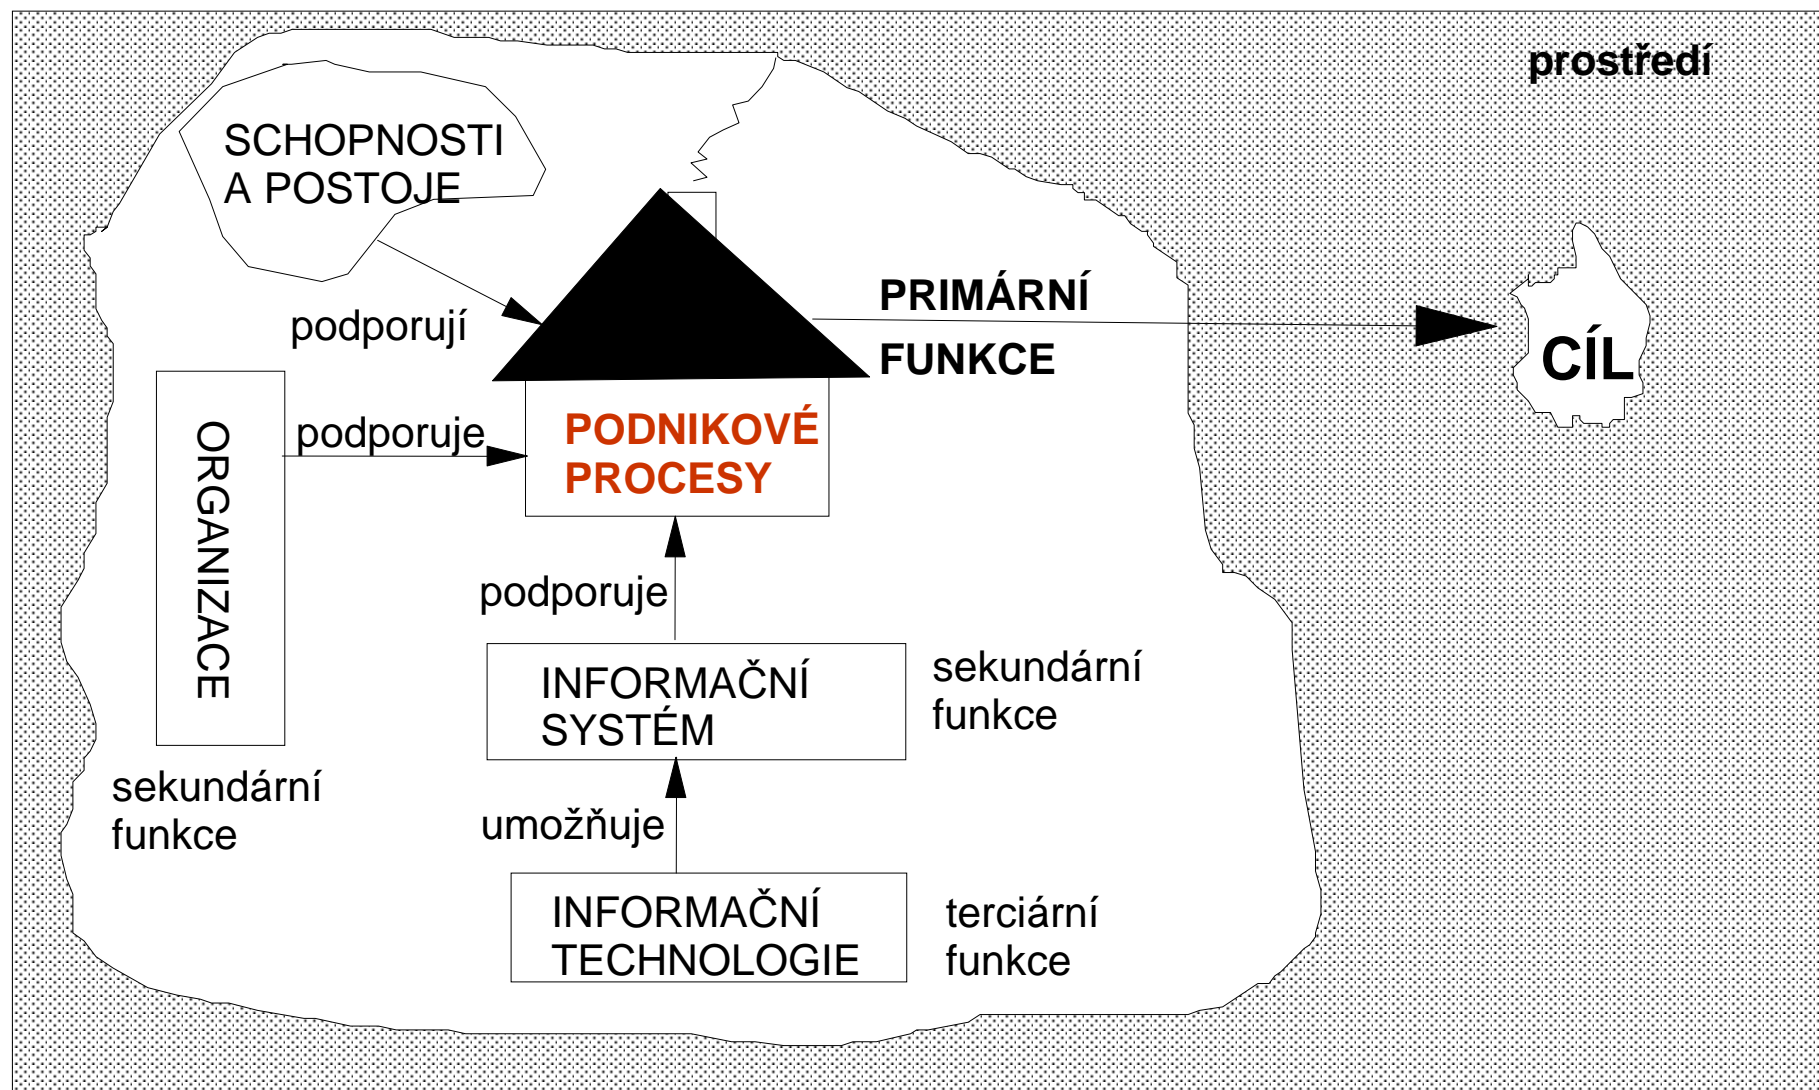 prostředí
SCHOPNOSTI
A POSTOJE
podporují
PRIMÁRNÍ
FUNKCE
CÍL
ORGANIZACE
podporuje
PODNIKOVÉ
PROCESY
podporuje
INFORMAČNÍ
SYSTÉM
sekundární
funkce
sekundární
funkce
umožňuje
INFORMAČNÍ
TECHNOLOGIE
terciární
funkce